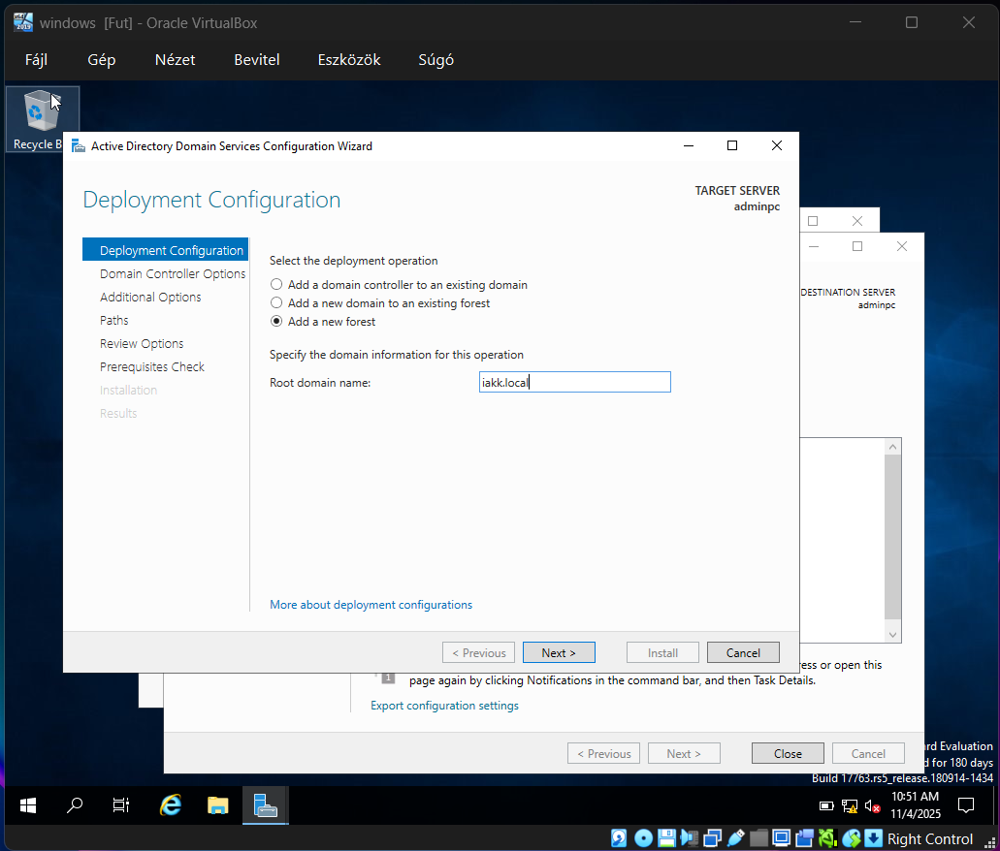 windows [Fut] - Oracle VirtualBox
Fájl Gép Nézet Bevitel Eszközök Súgó
Recycle B
Active Directory Domain Services Configuration Wizard
Deployment Configuration
TARGET SERVER
adminpc
Deployment Configuration
Domain Controller Options
Additional Options
Paths
Review Options
Prerequisites Check
Installation
Results
Select the deployment operation
Add a domain controller to an existing domain
Add a new domain to an existing forest
Add a new forest
Specify the domain information for this operation
Root domain name: iakk.local
More about deployment configurations
< Previous Next > Install Cancel
DESTINATION SERVER
adminpc
ress or open this
page again by clicking Notifications in the command bar, and then Task Details.
Export configuration settings
< Previous Next > Close Cancel
rd Evaluation
d for 180 days
Build 17763.rs5_release.180914-1434
10:51 AM
11/4/2025
Right Control